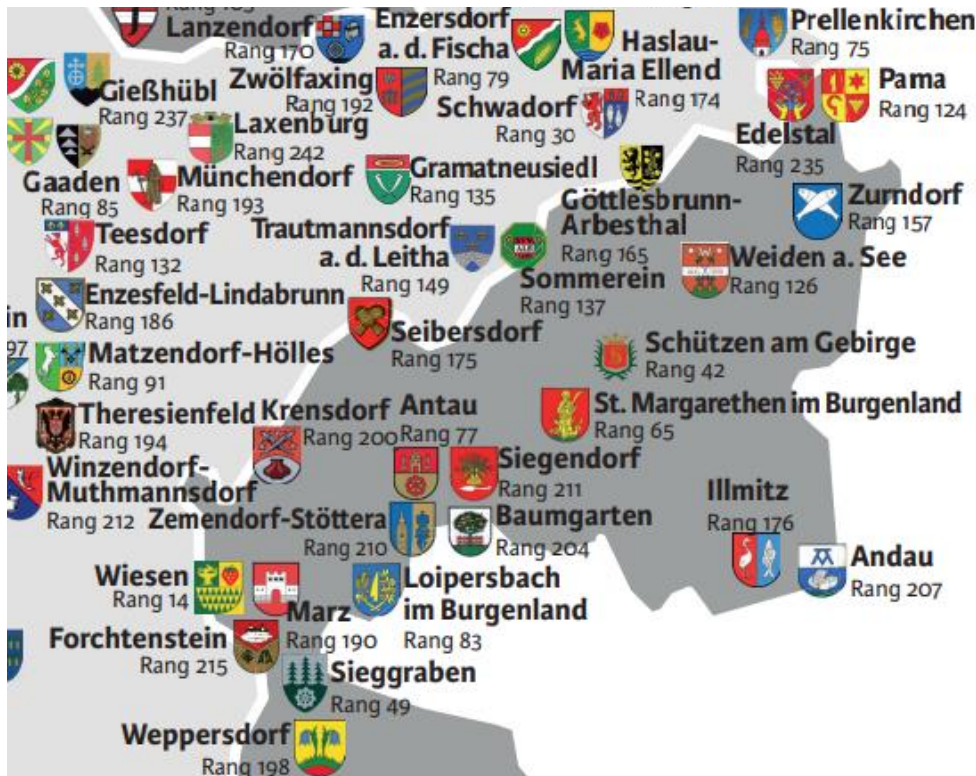 Rang 105
Lanzendorf
Rang 170
Enzersdorf
a. d. Fischa
Rang 79
Haslau-
Maria Ellend
Rang 174
Prellenkirchen
Rang 75
Gießhübl
Rang 237
Zwölfaxing
Rang 192
Schwadorf
Rang 30
Pama
Rang 124
Laxenburg
Rang 242
Edelstal
Rang 235
Gaaden
Rang 85
Münchendorf
Rang 193
Gramatneusiedl
Rang 135
Göttlesbrunn-
Arbesthal
Rang 165
Zurndorf
Rang 157
Teesdorf
Rang 132
Trautmannsdorf
a. d. Leitha
Rang 149
Sommerein
Rang 137
Weiden a. See
Rang 126
Enzesfeld-Lindabrunn
Rang 186
in
97
Seibersdorf
Rang 175
Schützen am Gebirge
Rang 42
Matzendorf-Hölles
Rang 91
Theresienfeld
Rang 194
Krensdorf
Rang 200
Antau
Rang 77
St. Margarethen im Burgenland
Rang 65
Winzendorf-
Muthmannsdorf
Rang 212
Siegendorf
Rang 211
Illmitz
Rang 176
Zemendorf-Stöttera
Rang 210
Baumgarten
Rang 204
Andau
Rang 207
Wiesen
Rang 14
Marz
Rang 190
Loipersbach
im Burgenland
Rang 83
Forchtenstein
Rang 215
Sieggraben
Rang 49
Weppersdorf
Rang 198